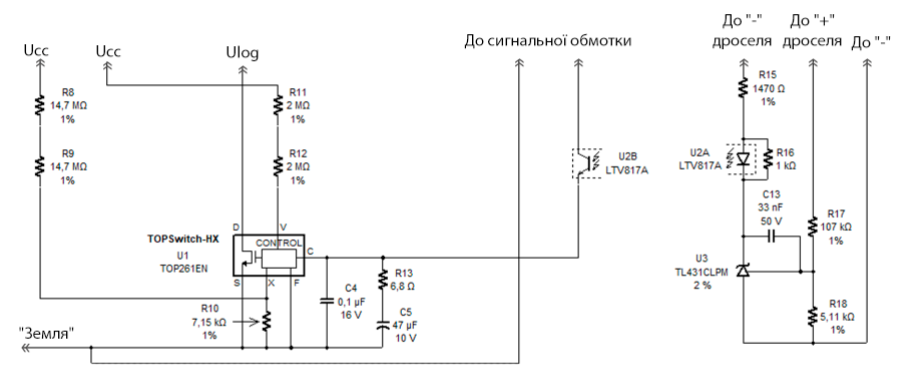 До "-" До "+"
До сигнальної обмотки
дроселя дроселя До "-"
Ucc Ucc Ulog
R8
14,7 MΩ
1%
R11
2 MΩ
1%
R15
1470 Ω
1%
R9
14,7 MΩ
1%
R12
2 MΩ
1%
U2B
LTV817A
U2A
LTV817A
R16
1 kΩ
C13
33 nF
50 V
R17
107 kΩ
1%
D V
TOPSwitch-HX
U1
TOP261EN
CONTROL
C
S X F
U3
TL431CLPM
2 %
R13
6,8 Ω
C4
0,1 µF
16 V
R10
7,15 kΩ
1%
C5
47 µF
10 V
R18
5,11 kΩ
1%
"Земля"